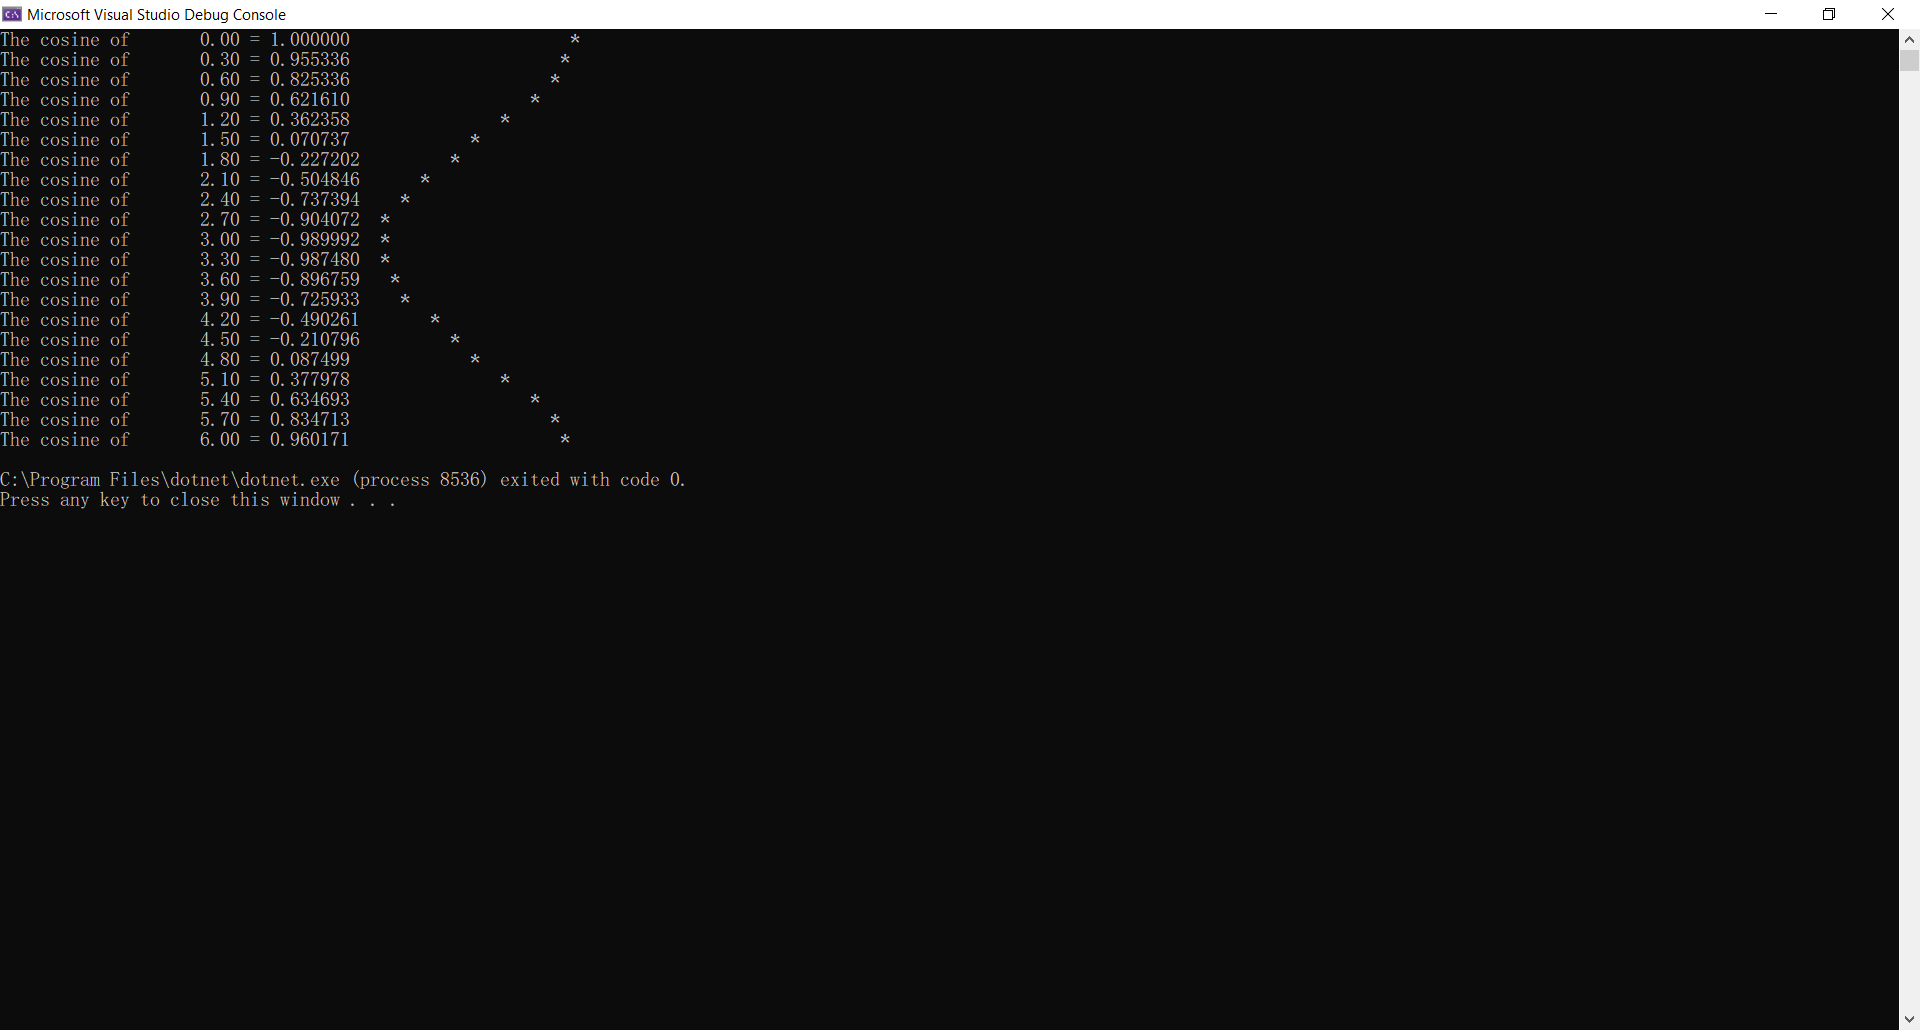 Microsoft Visual Studio Debug Console
The cosine of       0.00 = 1.000000                      *
The cosine of       0.30 = 0.955336                     *
The cosine of       0.60 = 0.825336                    *
The cosine of       0.90 = 0.621610                  *
The cosine of       1.20 = 0.362358               *
The cosine of       1.50 = 0.070737            *
The cosine of       1.80 = -0.227202         *
The cosine of       2.10 = -0.504846      *
The cosine of       2.40 = -0.737394    *
The cosine of       2.70 = -0.904072  *
The cosine of       3.00 = -0.989992  *
The cosine of       3.30 = -0.987480  *
The cosine of       3.60 = -0.896759   *
The cosine of       3.90 = -0.725933    *
The cosine of       4.20 = -0.490261       *
The cosine of       4.50 = -0.210796         *
The cosine of       4.80 = 0.087499            *
The cosine of       5.10 = 0.377978               *
The cosine of       5.40 = 0.634693                  *
The cosine of       5.70 = 0.834713                    *
The cosine of       6.00 = 0.960171                     *
C:\Program Files\dotnet\dotnet.exe (process 8536) exited with code 0.
Press any key to close this window . . .